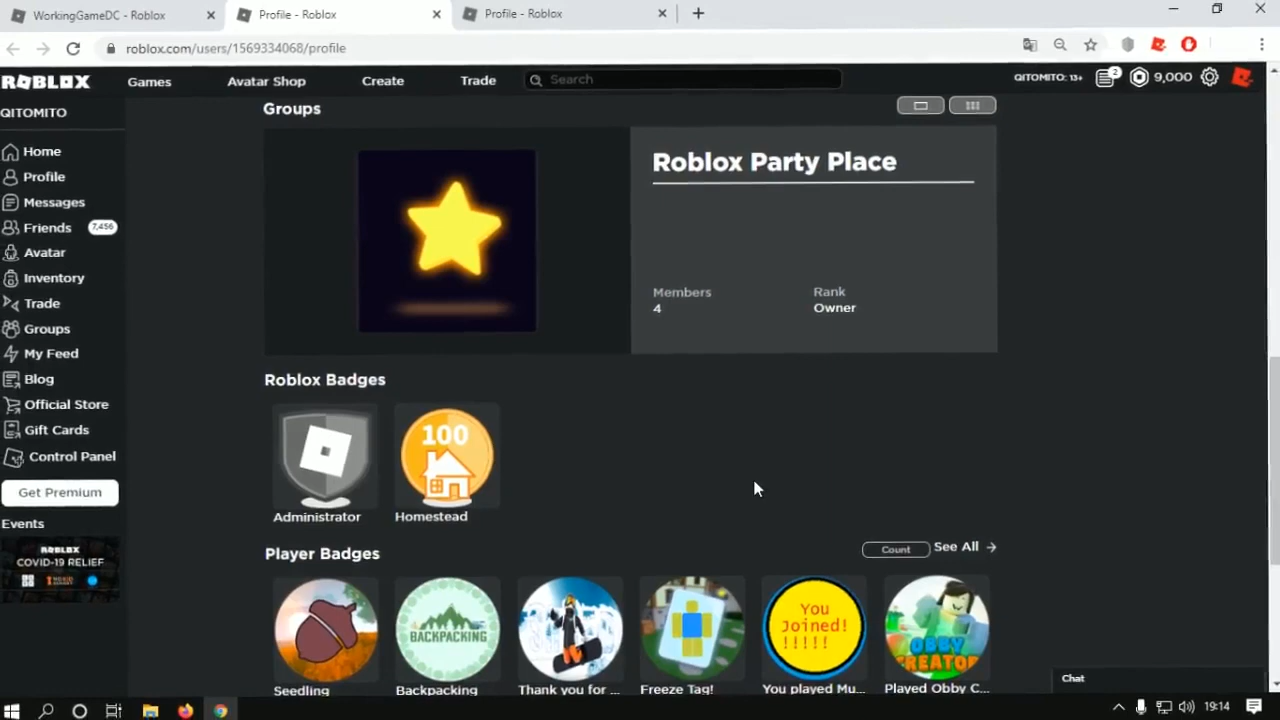 WorkingGameDC - Roblox
Profile - Roblox
Profile - Roblox
roblox.com/users/1569334068/profile
ROBLOX
Games
Avatar Shop
Create
Trade
Search
QITOMITO: 13+
2
9,000
QITOMITO
Home
Profile
Messages
Friends
7,456
Avatar
Inventory
Trade
Groups
My Feed
Blog
Official Store
Gift Cards
Control Panel
Get Premium
Events
ROBLOX
COVID-19 RELIEF
Groups
Roblox Party Place
Members
4
Rank
Owner
Roblox Badges
100
Administrator
Homestead
Player Badges
Count
See All
BACKPACKING
You
Joined!
!!!!!
OBBY
CREATOR
Seedling
Backpacking
Thank you for ...
Freeze Tag!
You played Mu...
Played Obby C...
Chat
19:14